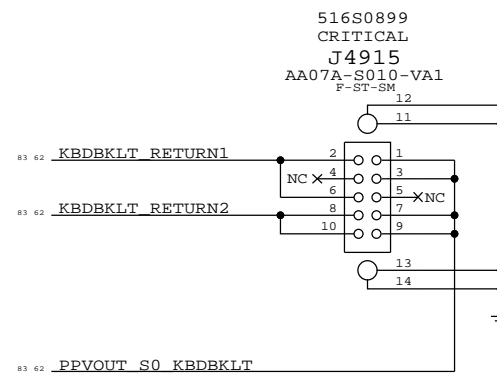 516S0899
CRITICAL
J4915
AA07A-S010-VA1
F-ST-SM
12
11
83 62 KBDBKLT_RETURN1 2 1
NC 4 3
6 5 NC
83 62 KBDBKLT_RETURN2 8 7
10 9
13
14
83 62 PPVOUT_S0_KBDBKLT